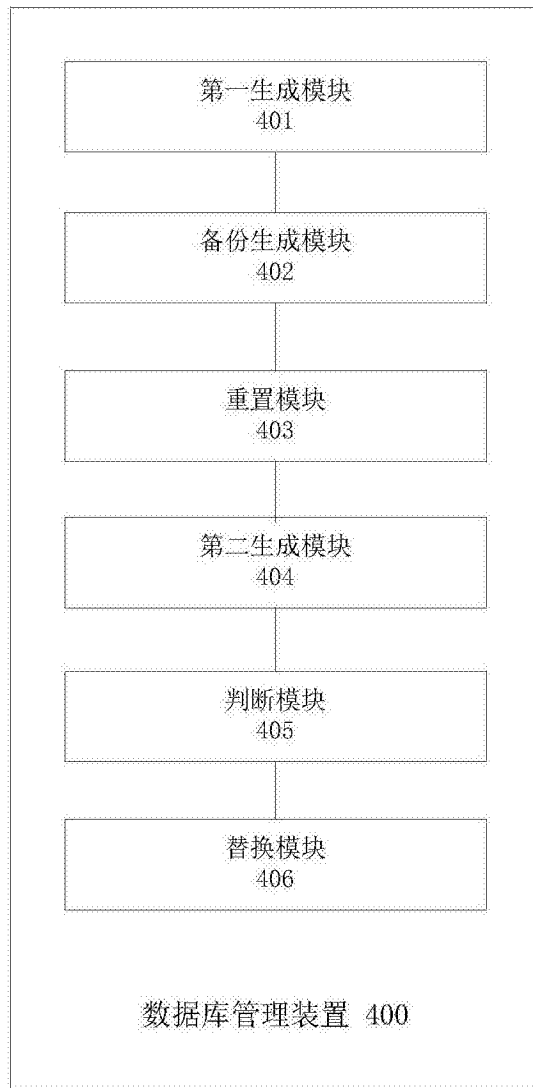 第一生成模块
401
备份生成模块
402
重置模块
403
第二生成模块
404
判断模块
405
替换模块
406
数据库管理装置 400